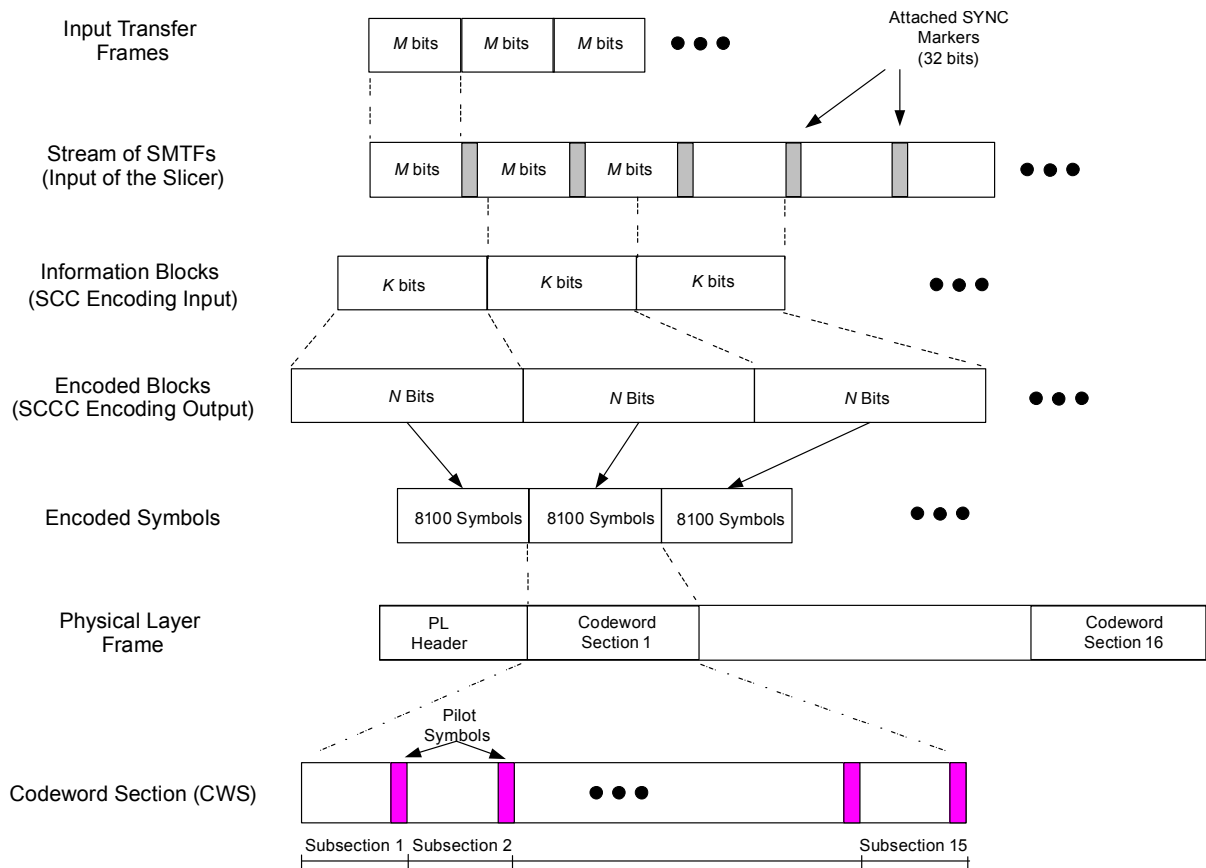 Input Transfer
Frames
M bits
M bits
M bits
Attached SYNC
Markers
(32 bits)
Stream of SMTFs
(Input of the Slicer)
M bits
M bits
M bits
Information Blocks
(SCC Encoding Input)
K bits
K bits
K bits
Encoded Blocks
(SCCC Encoding Output)
N Bits
N Bits
N Bits
Encoded Symbols
8100 Symbols
8100 Symbols
8100 Symbols
Physical Layer
Frame
PL
Header
Codeword
Section 1
Codeword
Section 16
Pilot
Symbols
Codeword Section (CWS)
Subsection 1
Subsection 2
Subsection 15